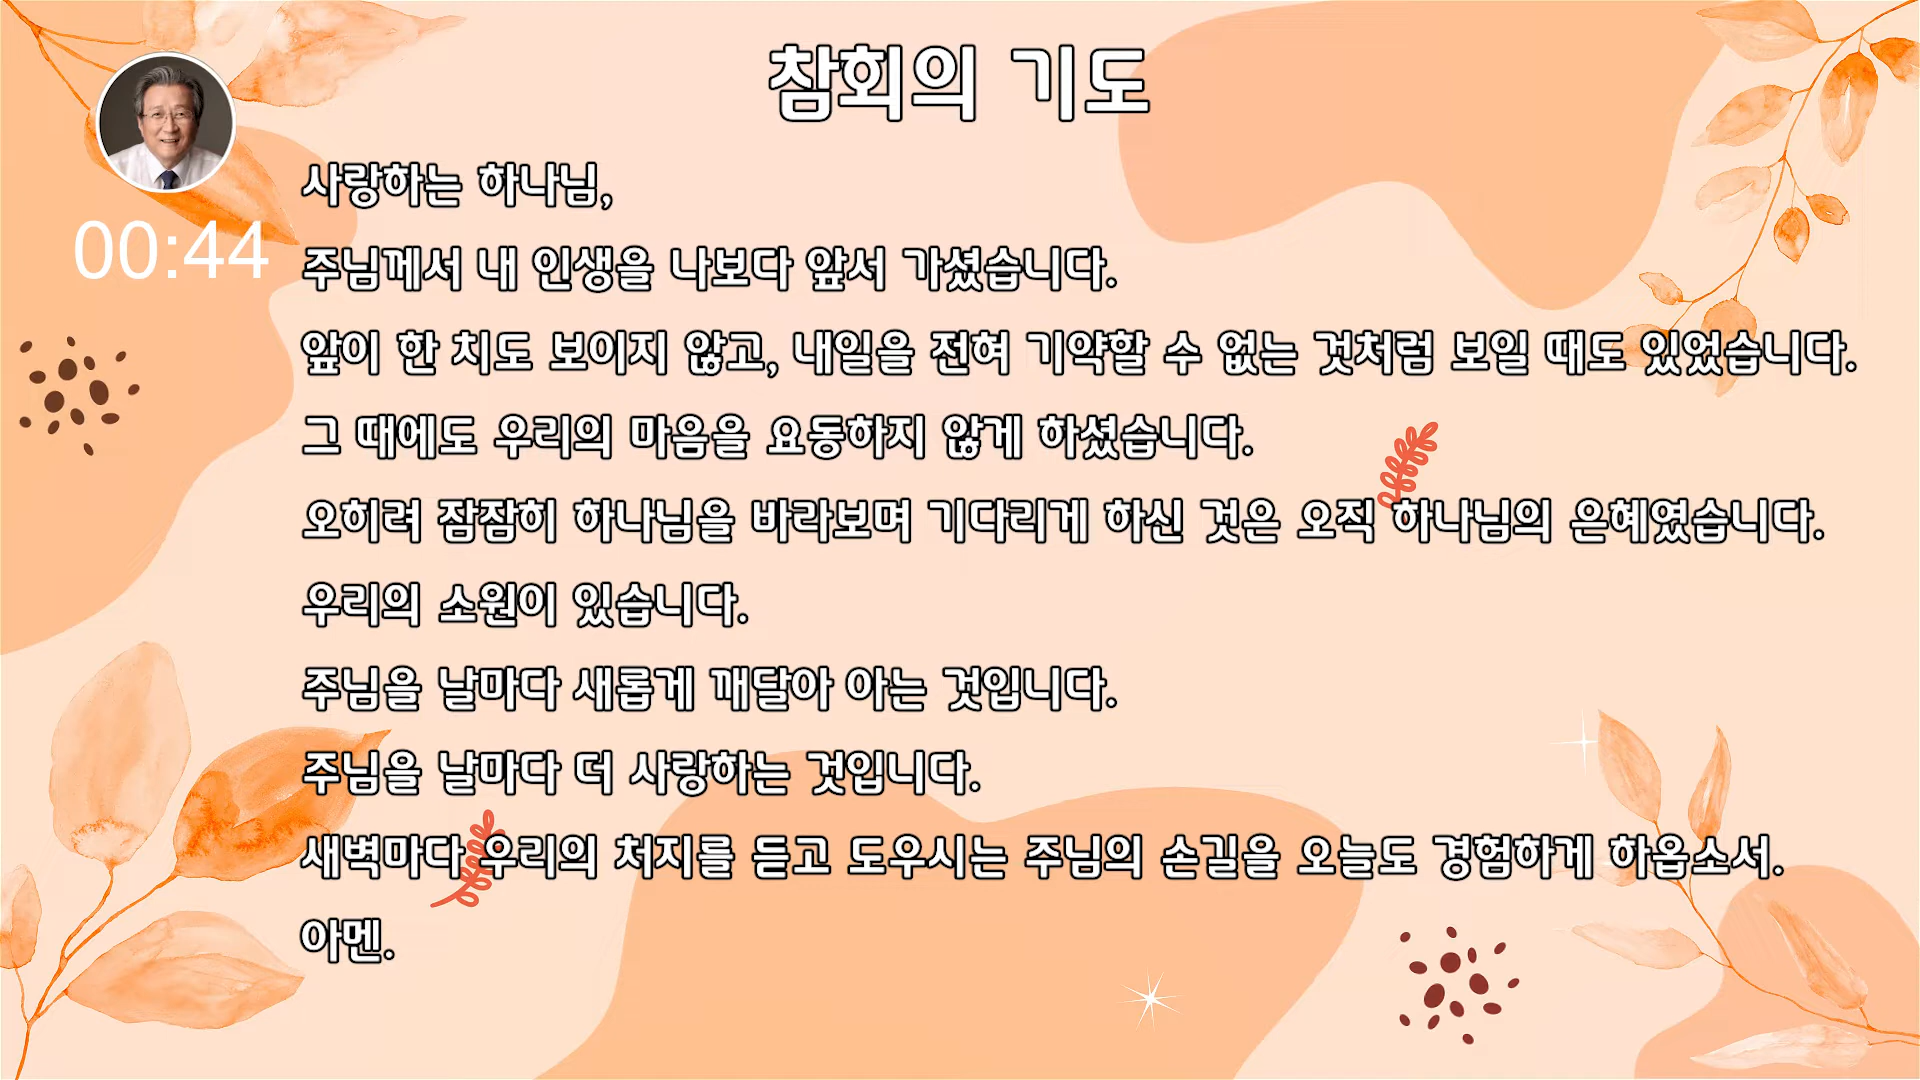 참회의 기도
00:44
사랑하는 하나님,
주님께서 내 인생을 나보다 앞서 가셨습니다.
앞이 한 치도 보이지 않고, 내일을 전혀 기약할 수 없는 것처럼 보일 때도 있었습니다.
그 때에도 우리의 마음을 요동하지 않게 하셨습니다.
오히려 잠잠히 하나님을 바라보며 기다리게 하신 것은 오직 하나님의 은혜였습니다.
우리의 소원이 있습니다.
주님을 날마다 새롭게 깨달아 아는 것입니다.
주님을 날마다 더 사랑하는 것입니다.
새벽마다 우리의 처지를 듣고 도우시는 주님의 손길을 오늘도 경험하게 하옵소서.
아멘.